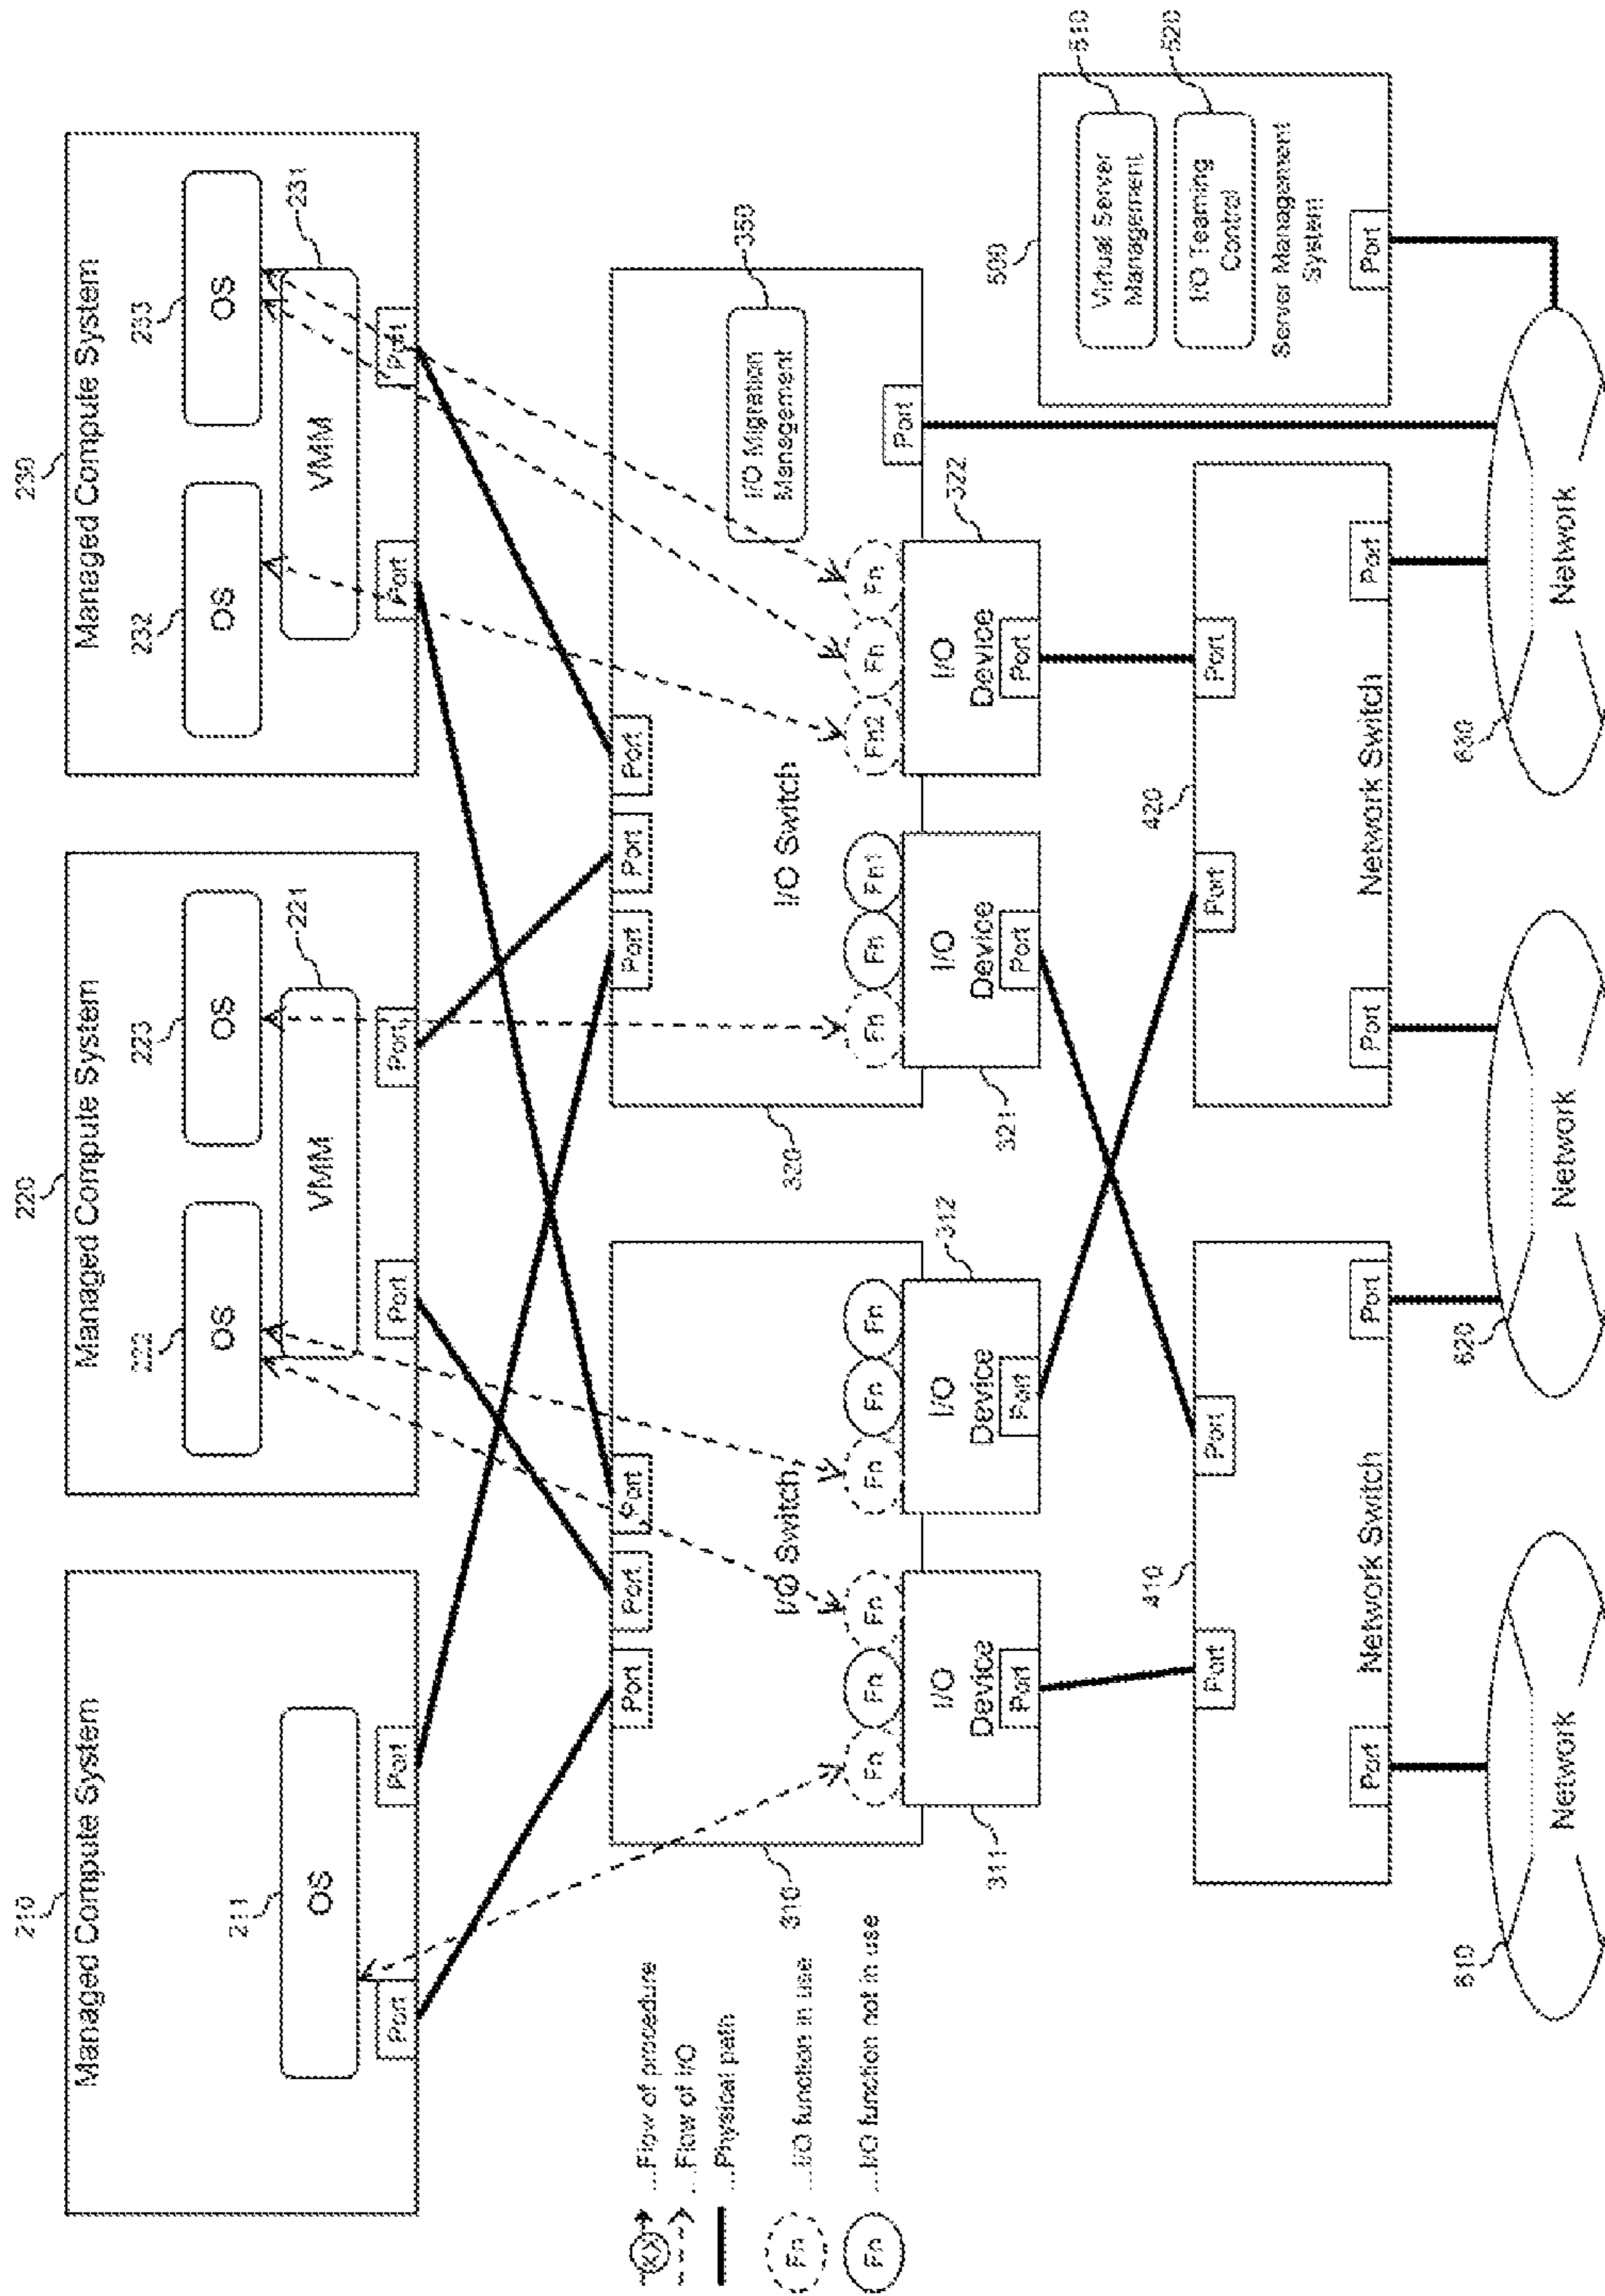 210
Managed Compute System
211
OS
Port
Port
220
Managed Compute System
222
OS
223
OS
221
VMM
Port
Port
230
Managed Compute System
232
OS
233
OS
231
VMM
Port
Port
...Flow of procedure
...Flow of I/O
...Physical path
Fn
...I/O function in use
Fn
...I/O function not in use
310
Port
Port
Port
I/O Switch
Fn
Fn
Fn
Fn
Fn
Fn
311
I/O
Device
Port
312
I/O
Device
Port
320
Port
Port
Port
I/O Switch
350
I/O Migration
Management
Port
Fn
Fn
Fn1
Fn2
Fn
Fn
321
I/O
Device
Port
322
I/O
Device
Port
410
Port
Port
Network Switch
Port
Port
420
Port
Port
Network Switch
Port
Port
500
510
Virtual Server
Management
520
I/O Teaming
Control
Server Management
System
Port
610
Network
620
Network
630
Network